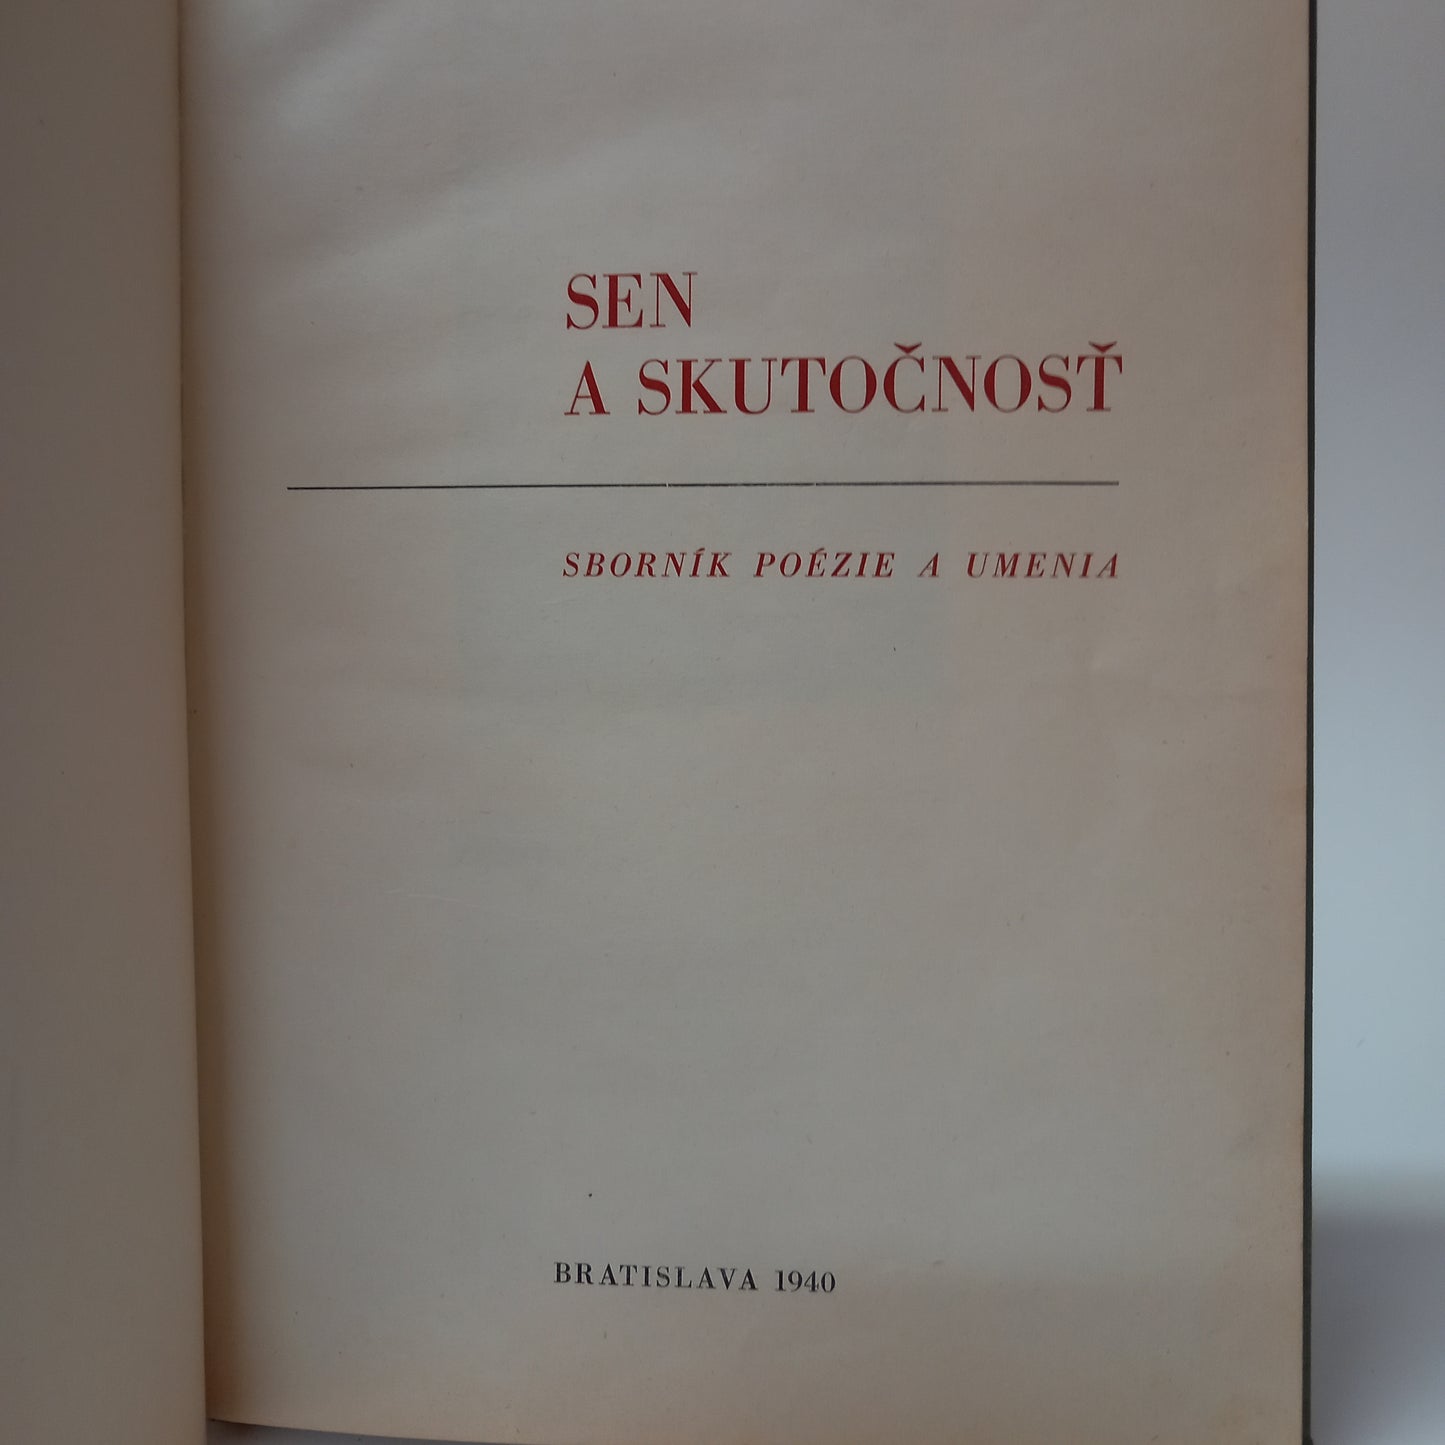 SEN
A SKUTOČNOSŤ
SBORNÍK POÉZIE A UMENIA
BRATISLAVA 1940